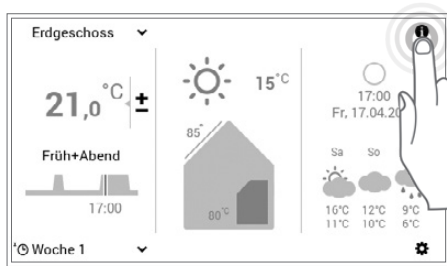 Erdgeschoss
21,0 °C ±
Früh+Abend
17:00
Woche 1
15°C
85°
80°C
17:00
Fr, 17.04.20
Sa So
16°C 12°C 9°C
11°C 10°C 6°C